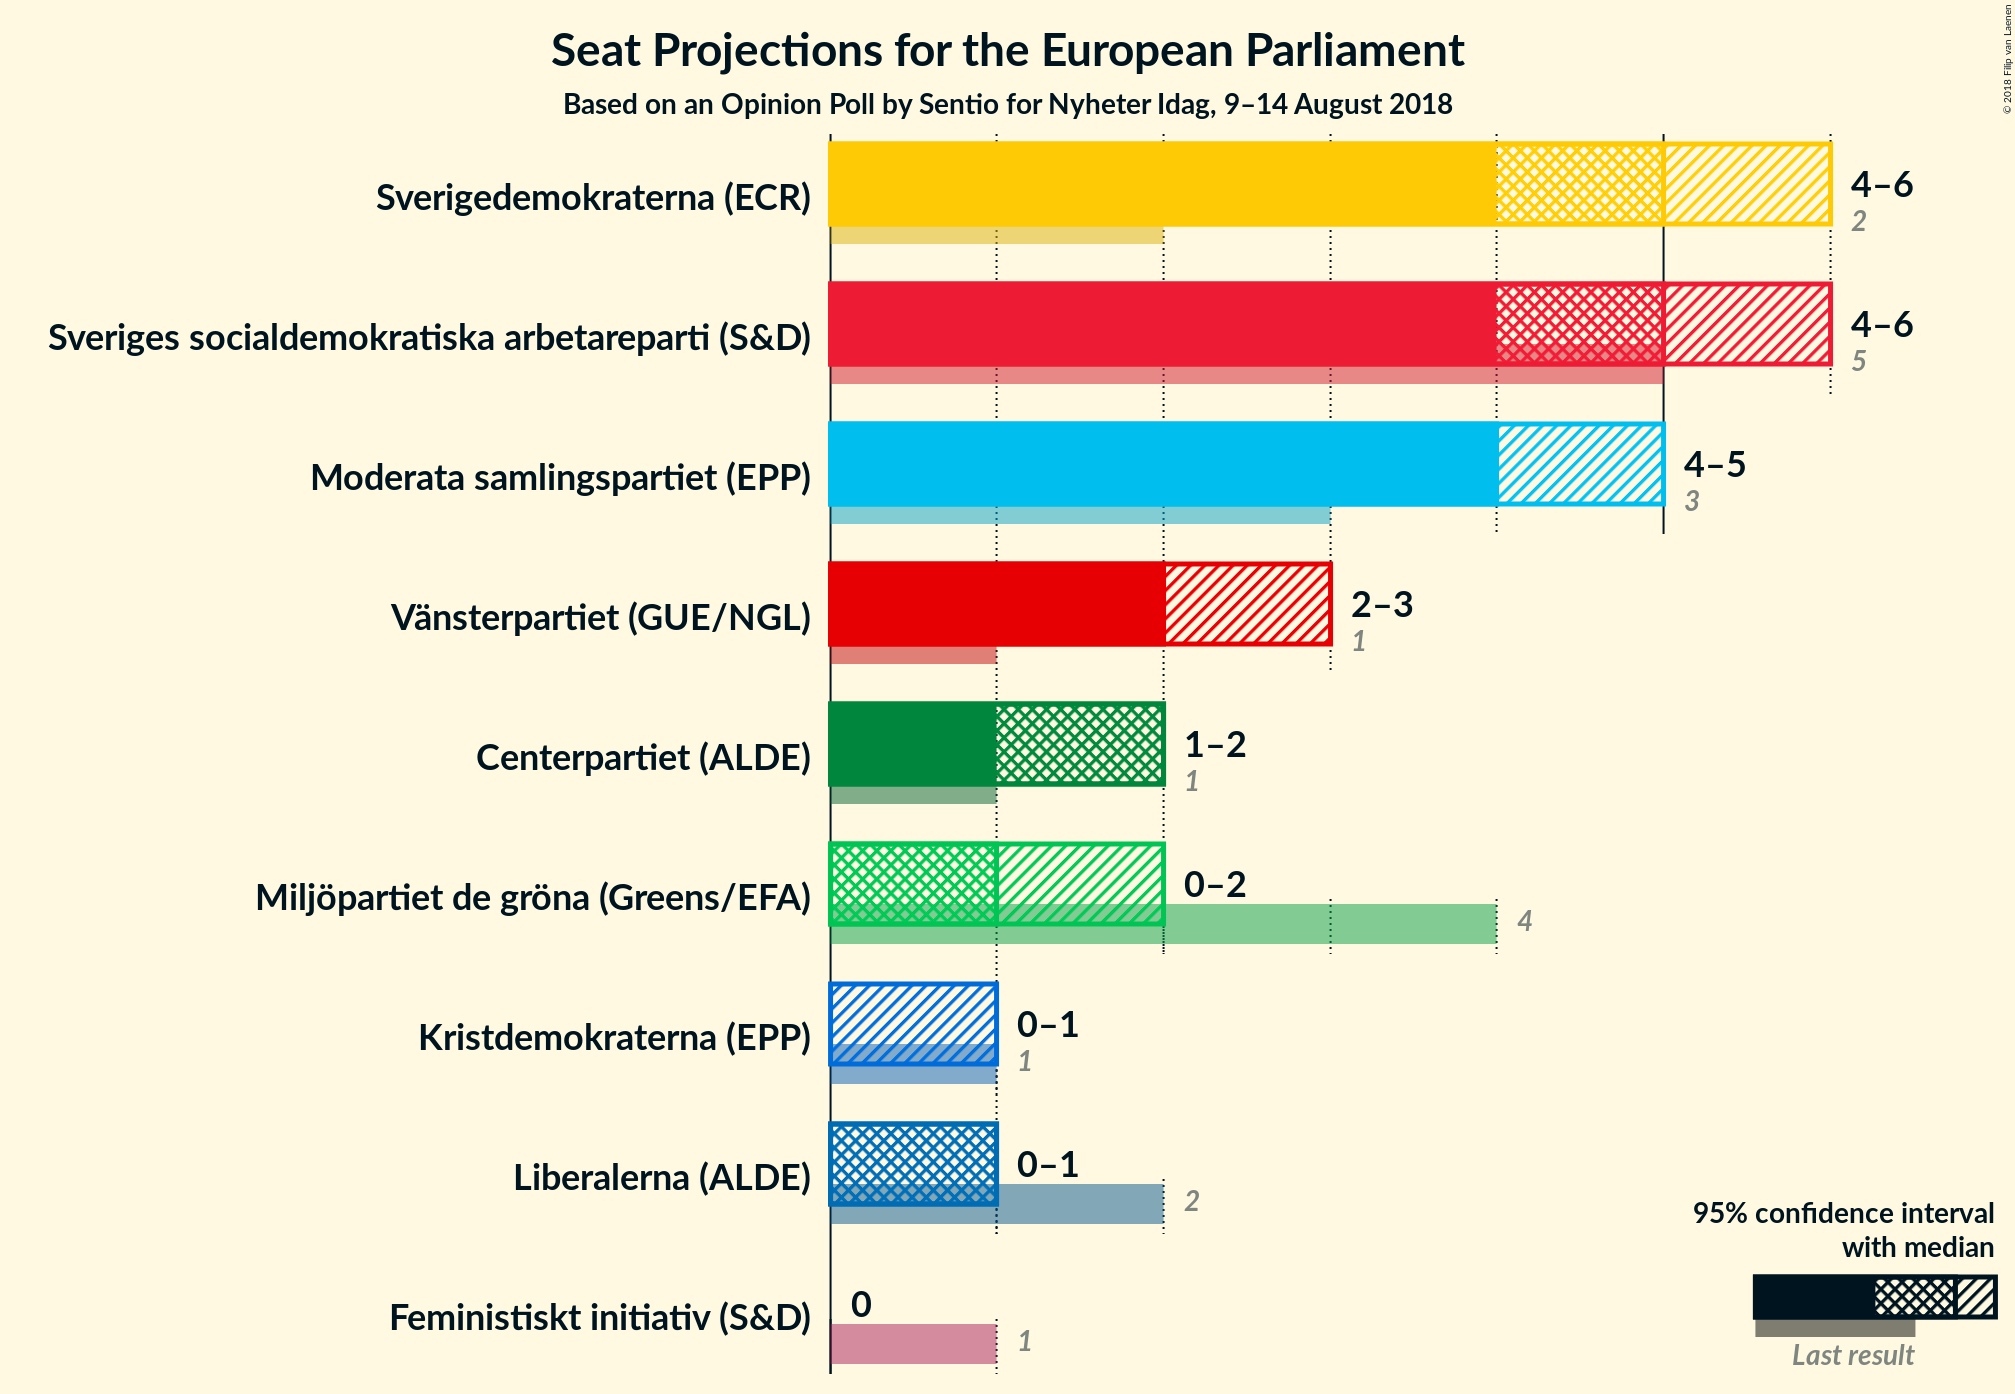 Seat Projections for the European Parliament
Based on an Opinion Poll by Sentio for Nyheter Idag, 9–14 August 2018
© 2018 Filip van Laenen
Sverigedemokraterna (ECR)
4–6
2
Sveriges socialdemokratiska arbetareparti (S&D)
4–6
5
Moderata samlingspartiet (EPP)
4–5
3
Vänsterpartiet (GUE/NGL)
2–3
1
Centerpartiet (ALDE)
1–2
1
Miljöpartiet de gröna (Greens/EFA)
0–2
4
Kristdemokraterna (EPP)
0–1
1
Liberalerna (ALDE)
0–1
2
Feministiskt initiativ (S&D)
0
1
95% confidence interval
with median
Last result